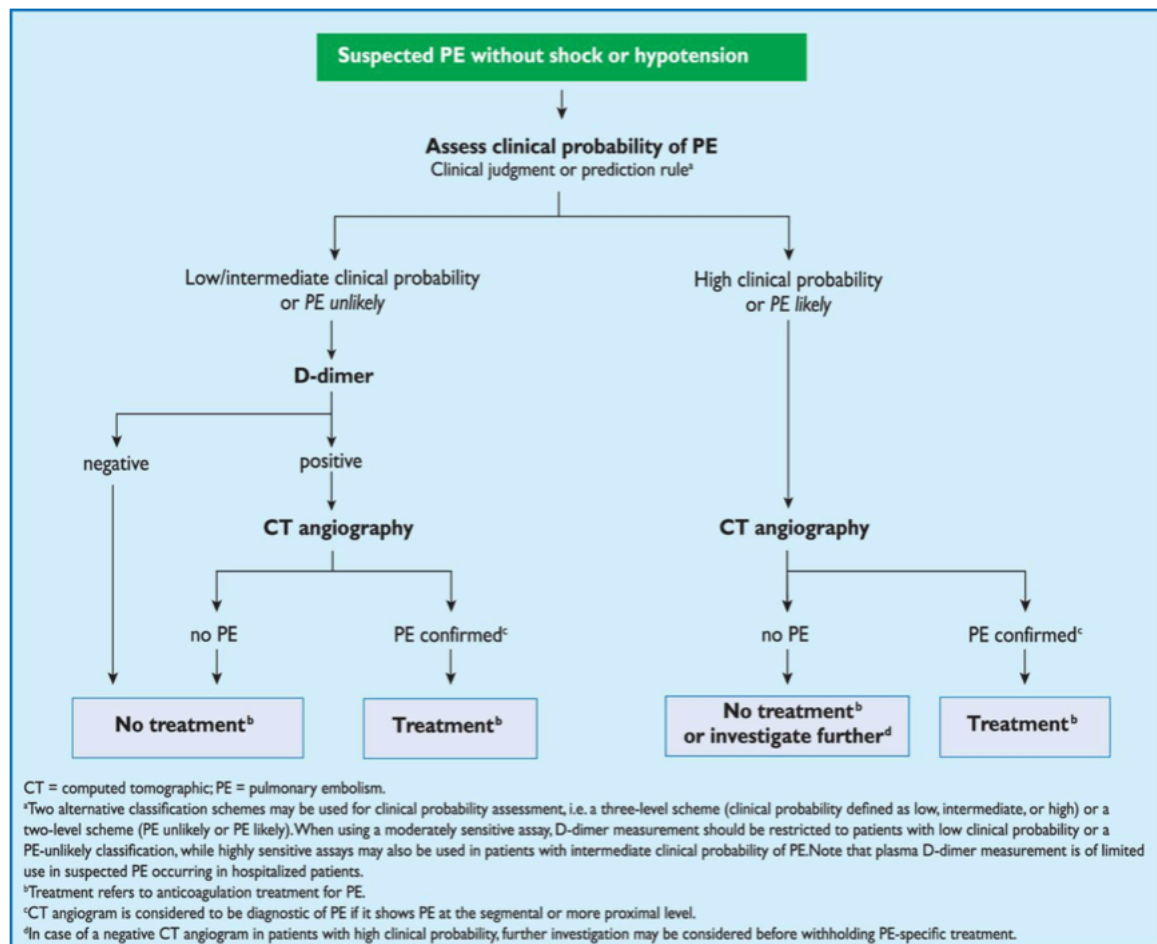 Suspected PE without shock or hypotension
Assess clinical probability of PE
Clinical judgment or prediction ruleᵃ
Low/intermediate clinical probability
or PE unlikely
High clinical probability
or PE likely
D-dimer
negative
positive
CT angiography
CT angiography
no PE
PE confirmedᶜ
no PE
PE confirmedᶜ
No treatmentᵇ
Treatmentᵇ
No treatmentᵇ
or investigate furtherᵈ
Treatmentᵇ
CT = computed tomographic; PE = pulmonary embolism.
ᵃTwo alternative classification schemes may be used for clinical probability assessment, i.e. a three-level scheme (clinical probability defined as low, intermediate, or high) or a
two-level scheme (PE unlikely or PE likely). When using a moderately sensitive assay, D-dimer measurement should be restricted to patients with low clinical probability or a
PE-unlikely classification, while highly sensitive assays may also be used in patients with intermediate clinical probability of PE.Note that plasma D-dimer measurement is of limited
use in suspected PE occurring in hospitalized patients.
ᵇTreatment refers to anticoagulation treatment for PE.
ᶜCT angiogram is considered to be diagnostic of PE if it shows PE at the segmental or more proximal level.
ᵈIn case of a negative CT angiogram in patients with high clinical probability, further investigation may be considered before withholding PE-specific treatment.